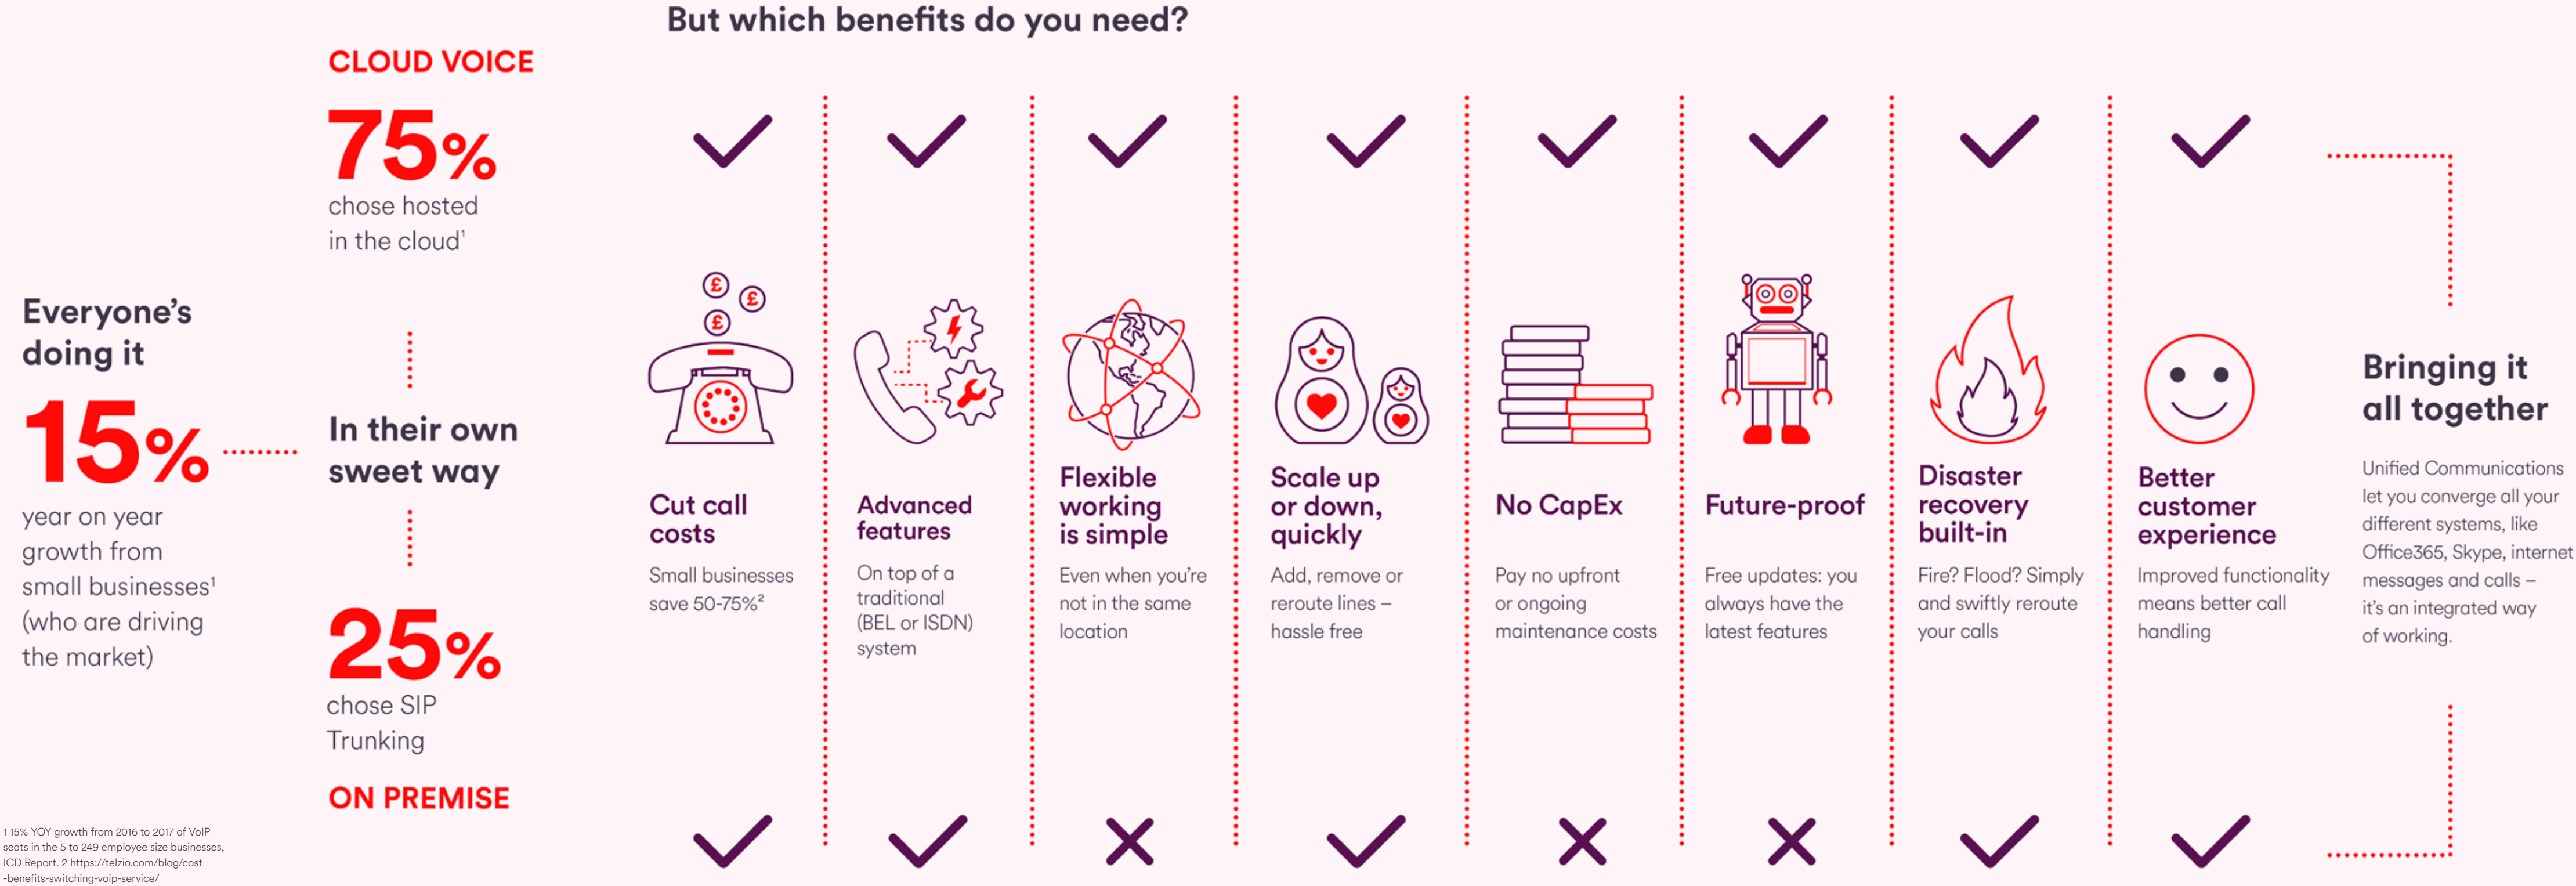 But which benefits do you need?
CLOUD VOICE
75%
chose hosted
in the cloud¹
Everyone's
doing it
15%
year on year
growth from
small businesses¹
(who are driving
the market)
In their own
sweet way
25%
chose SIP
Trunking
ON PREMISE
£
£
£
Cut call
costs
Small businesses
save 50-75%²
Advanced
features
On top of a
traditional
(BEL or ISDN)
system
Flexible
working
is simple
Even when you're
not in the same
location
Scale up
or down,
quickly
Add, remove or
reroute lines –
hassle free
No CapEx
Pay no upfront
or ongoing
maintenance costs
Future-proof
Free updates: you
always have the
latest features
Disaster
recovery
built-in
Fire? Flood? Simply
and swiftly reroute
your calls
Better
customer
experience
Improved functionality
means better call
handling
Bringing it
all together
Unified Communications
let you converge all your
different systems, like
Office365, Skype, internet
messages and calls –
it's an integrated way
of working.
1 15% YOY growth from 2016 to 2017 of VoIP
seats in the 5 to 249 employee size businesses,
ICD Report. 2 https://telzio.com/blog/cost
-benefits-switching-voip-service/